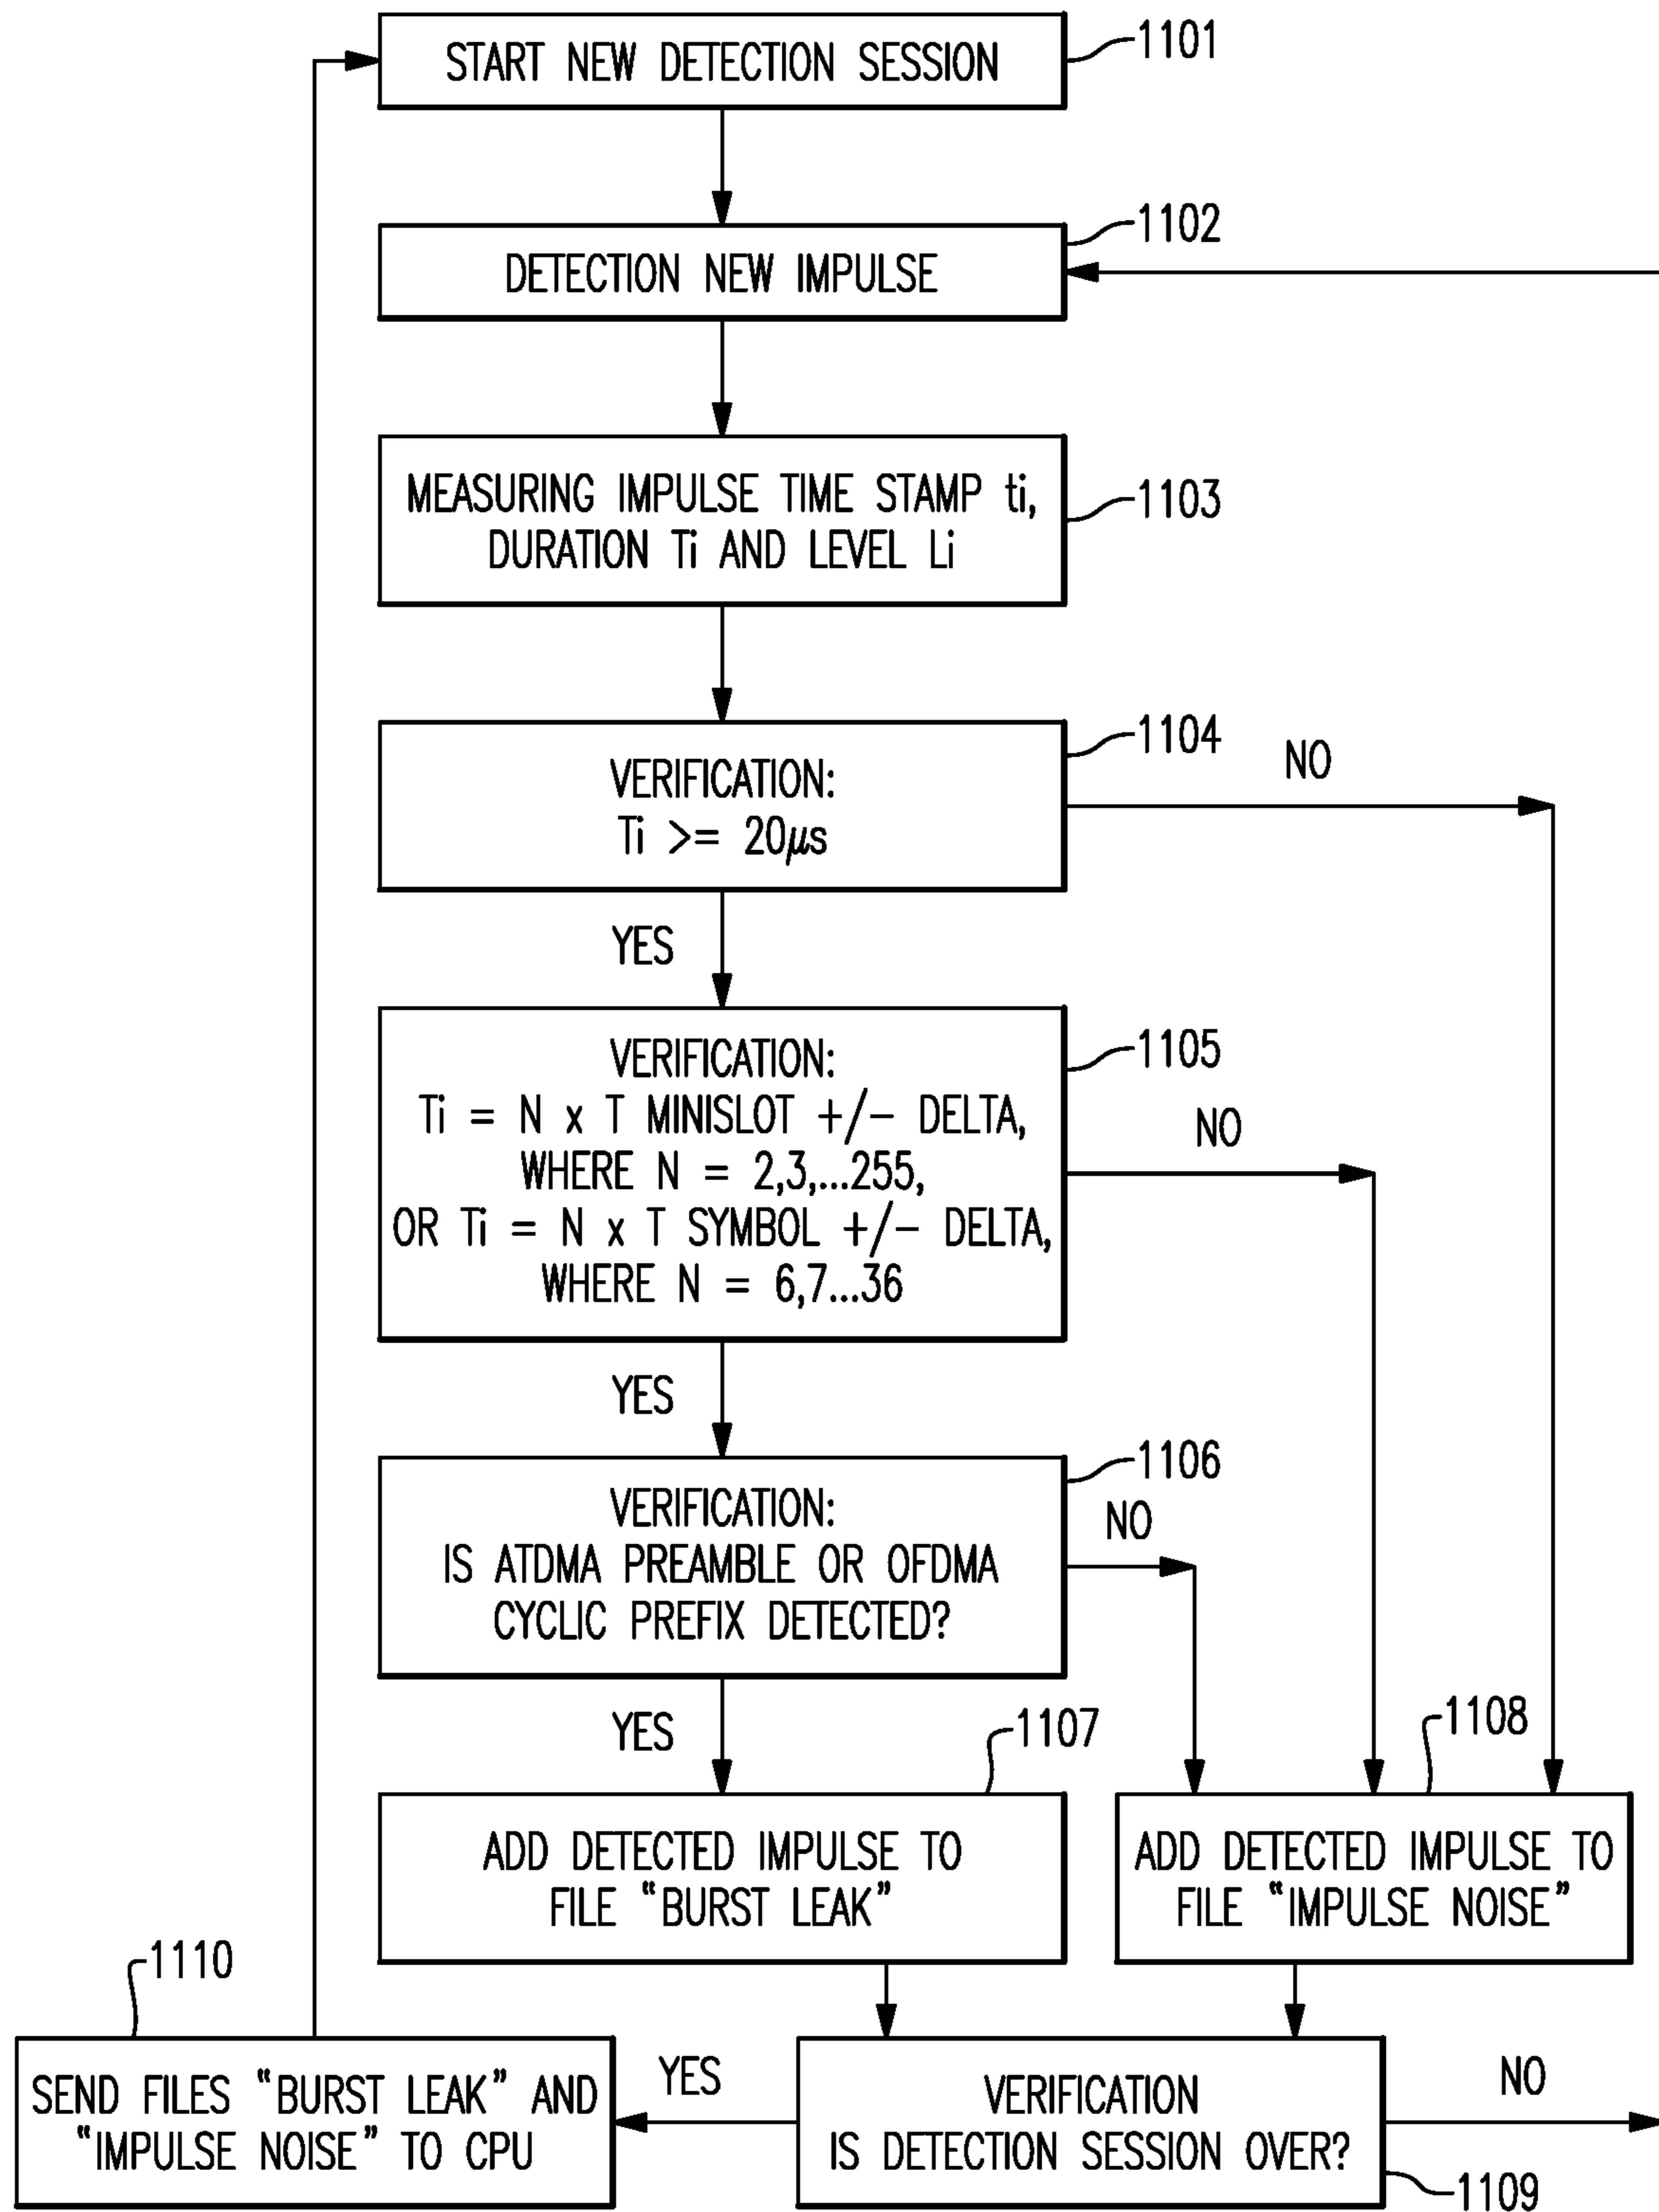 START NEW DETECTION SESSION
1101
DETECTION NEW IMPULSE
1102
MEASURING IMPULSE TIME STAMP ti,
DURATION Ti AND LEVEL Li
1103
VERIFICATION:
Ti >= 20µs
1104
NO
YES
VERIFICATION:
Ti = N x T MINISLOT +/- DELTA,
WHERE N = 2,3,...255,
OR Ti = N x T SYMBOL +/- DELTA,
WHERE N = 6,7...36
1105
NO
YES
VERIFICATION:
IS ATDMA PREAMBLE OR OFDMA
CYCLIC PREFIX DETECTED?
1106
NO
YES
1107
ADD DETECTED IMPULSE TO
FILE “BURST LEAK”
1108
ADD DETECTED IMPULSE TO
FILE “IMPULSE NOISE”
1110
SEND FILES “BURST LEAK” AND
“IMPULSE NOISE” TO CPU
YES
VERIFICATION
IS DETECTION SESSION OVER?
NO
1109